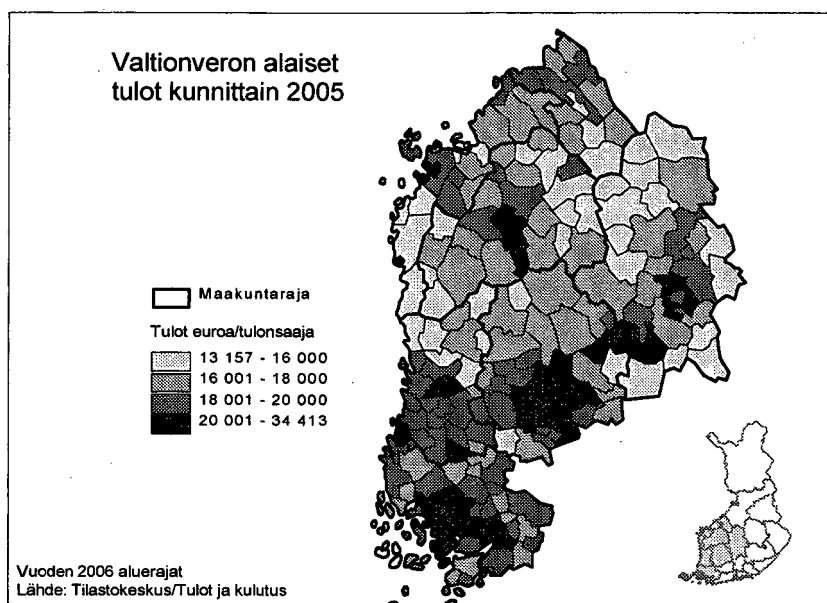 Valtionveron alaiset
tulot kunnittain 2005
Maakuntaraja
Tulot euroa/tulonsaaja
13 157 - 16 000
16 001 - 18 000
18 001 - 20 000
20 001 - 34 413
Vuoden 2006 aluerajat
Lähde: Tilastokeskus/Tulot ja kulutus